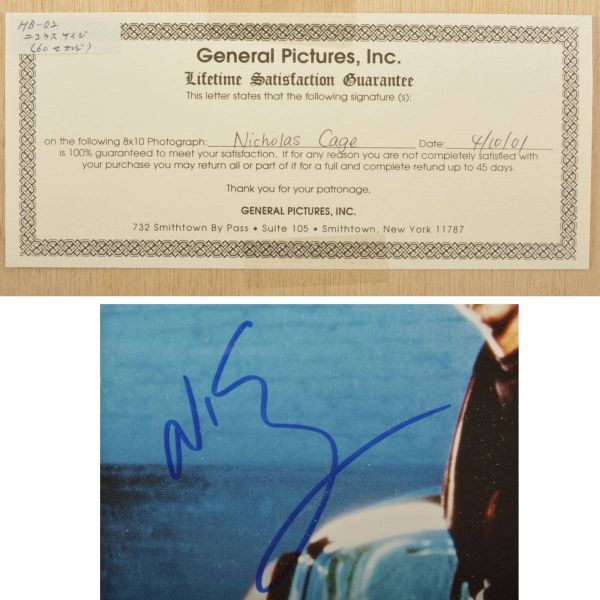 HB-02
ニコラス ケイジ
(60セカンド)
General Pictures, Inc.
Lifetime Satisfaction Guarantee
This letter states that the following signature (s):
on the following 8x10 Photograph: Nicholas Cage Date: 4/10/01
is 100% guaranteed to meet your satisfaction. If for any reason you are not completely satisfied with
your purchase you may return all or part of it for a full and complete refund up to 45 days.
Thank you for your patronage.
GENERAL PICTURES, INC.
732 Smithtown By Pass • Suite 105 • Smithtown, New York 11787